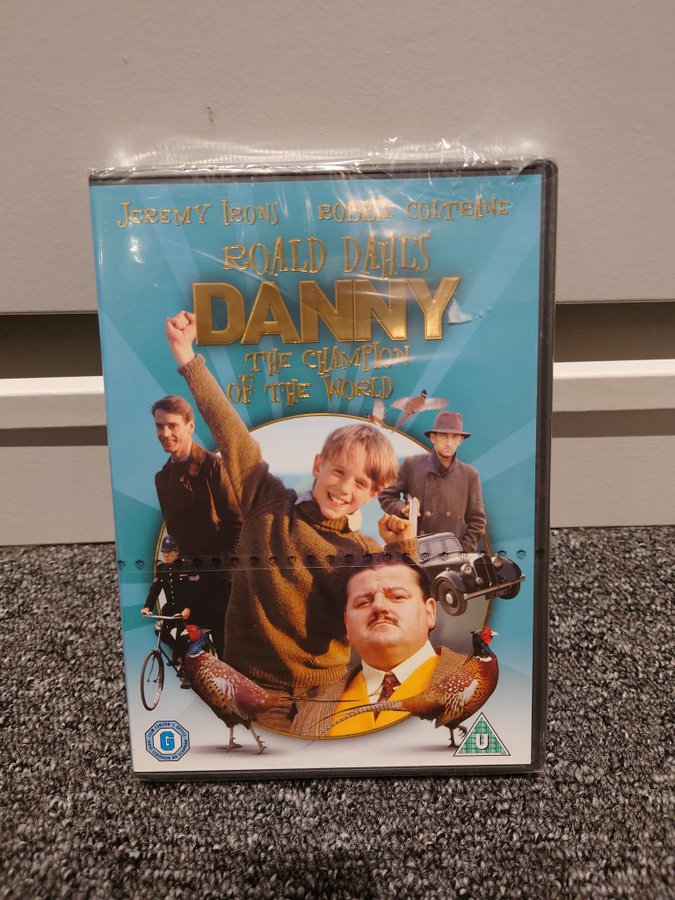 JEREMY IRONS ROBBIE COLTRANE
ROALD DAHL'S
DANNY
THE CHAMPION
OF THE WORLD
G
U